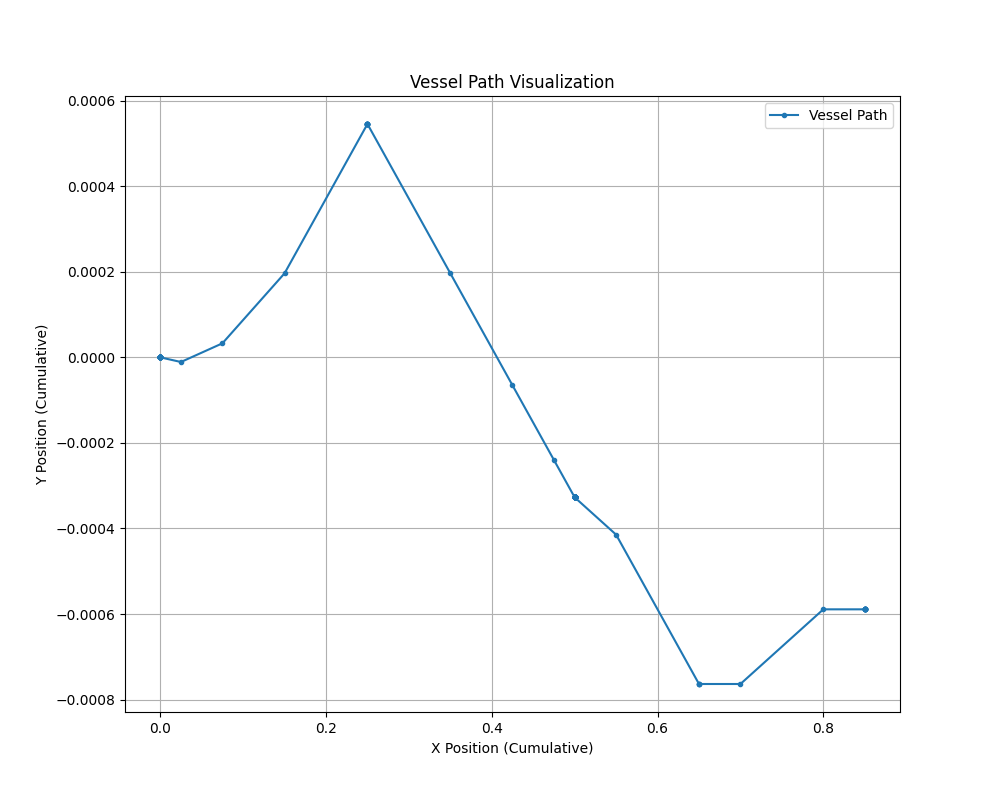 Vessel Path Visualization
Vessel Path
0.0006
0.0004
0.0002
0.0000
−0.0002
−0.0004
−0.0006
−0.0008
Y Position (Cumulative)
0.0 0.2 0.4 0.6 0.8
X Position (Cumulative)